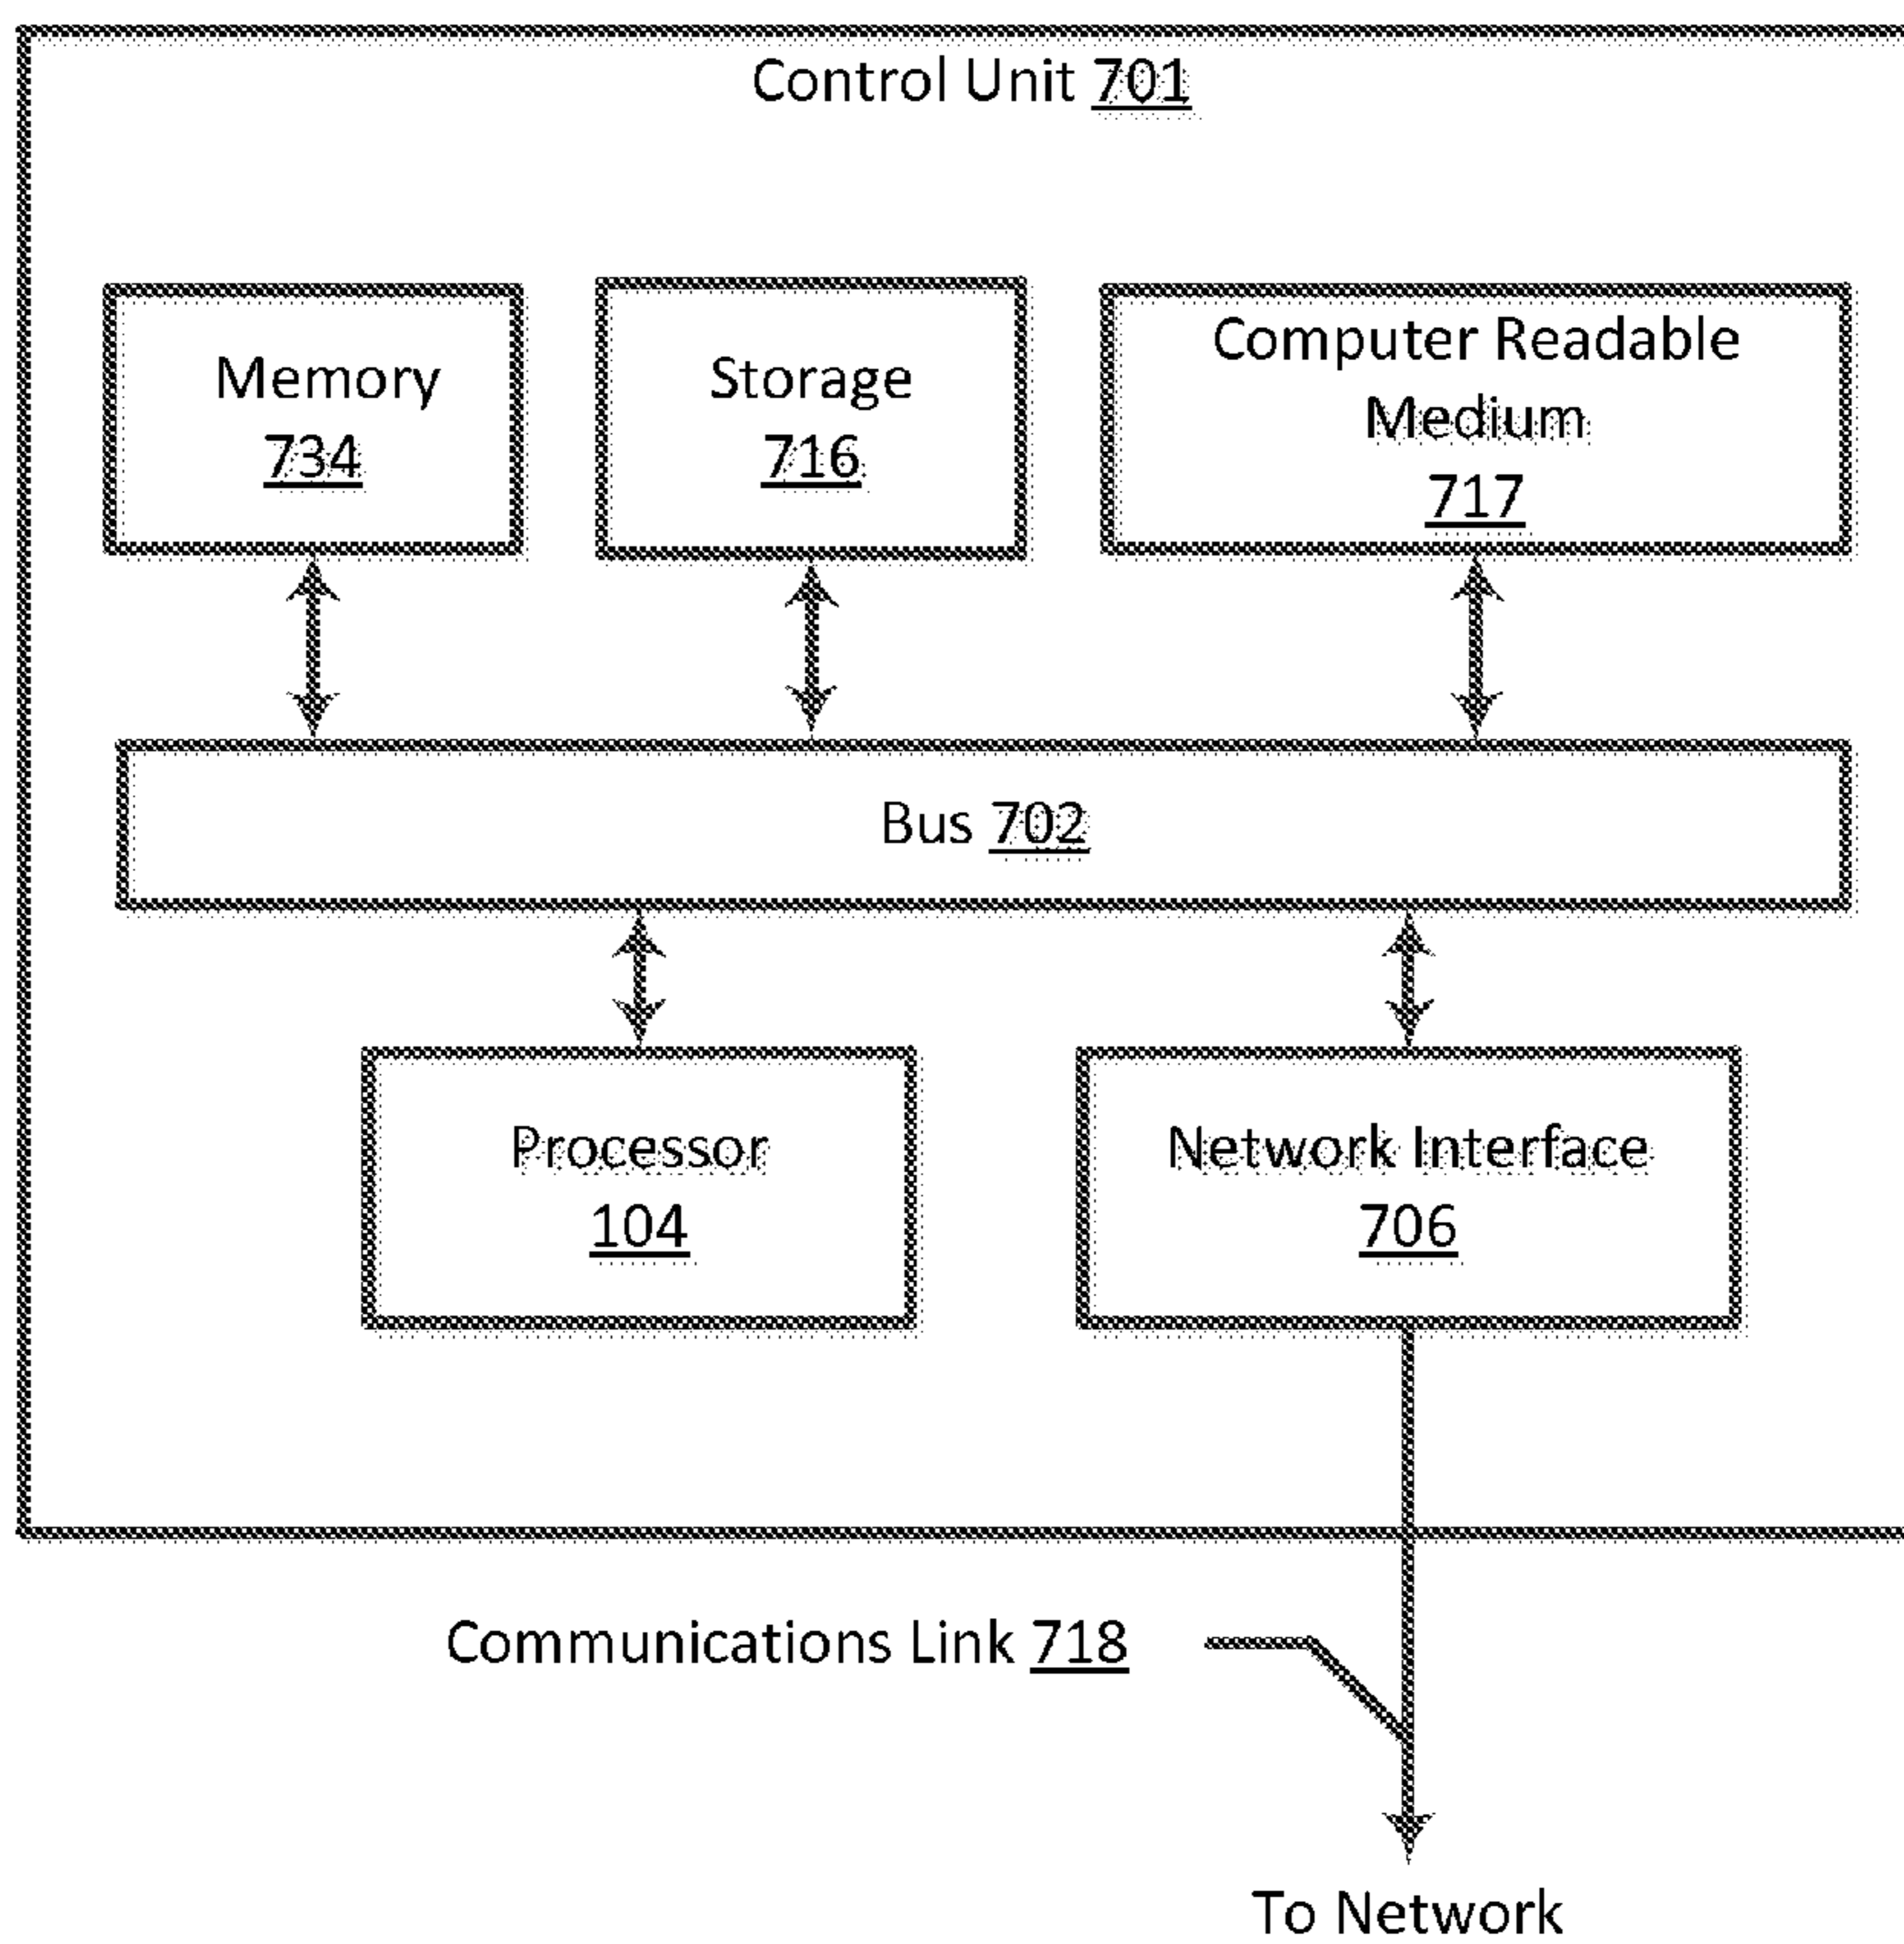 Control Unit 701
Memory
734
Storage
716
Computer Readable
Medium
717
Bus 702
Processor
104
Network Interface
706
Communications Link 718
To Network